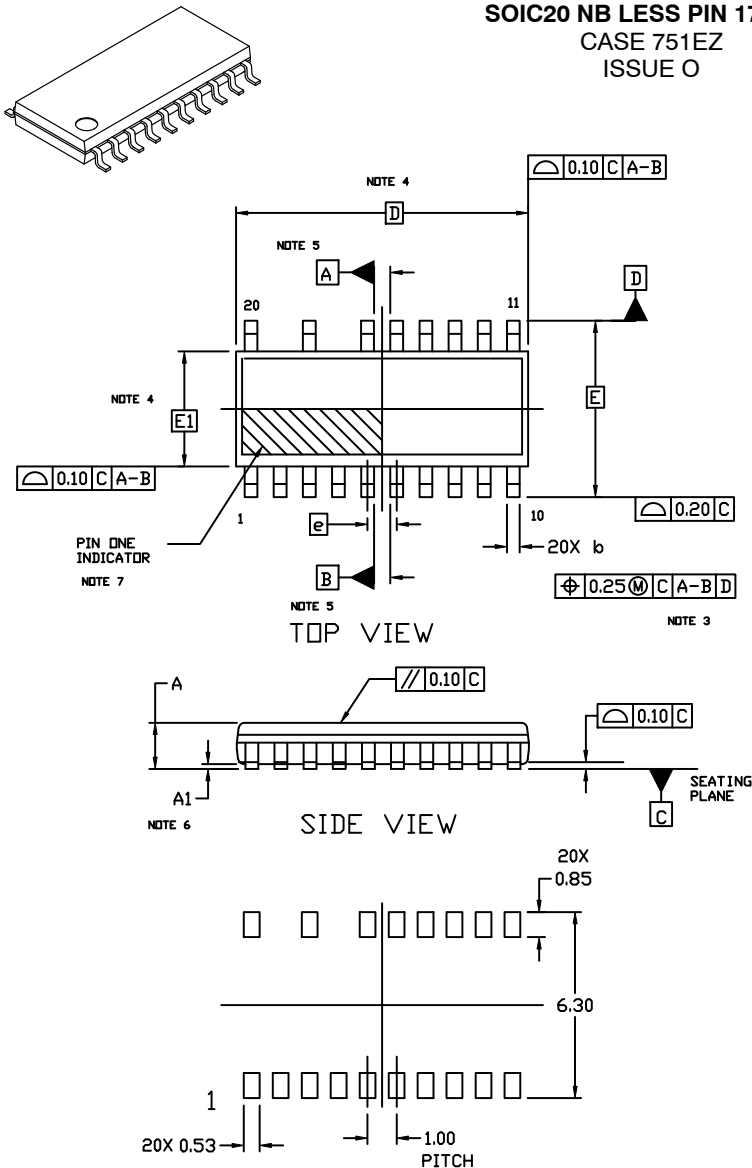 SOIC20 NB LESS PIN 17
CASE 751EZ
ISSUE O
NOTE 4
0.10 C A-B
D
NOTE 5
A
D
20
11
NOTE 4
E1
E
0.10 C A-B
0.20 C
1
10
e
20X b
PIN ONE
INDICATOR
NOTE 7
B
0.25 Ⓜ C A-B D
NOTE 5
NOTE 3
TOP VIEW
A
// 0.10 C
0.10 C
A1
SEATING
PLANE
NOTE 6
SIDE VIEW
C
20X
0.85
6.30
1
20X 0.53
1.00
PITCH